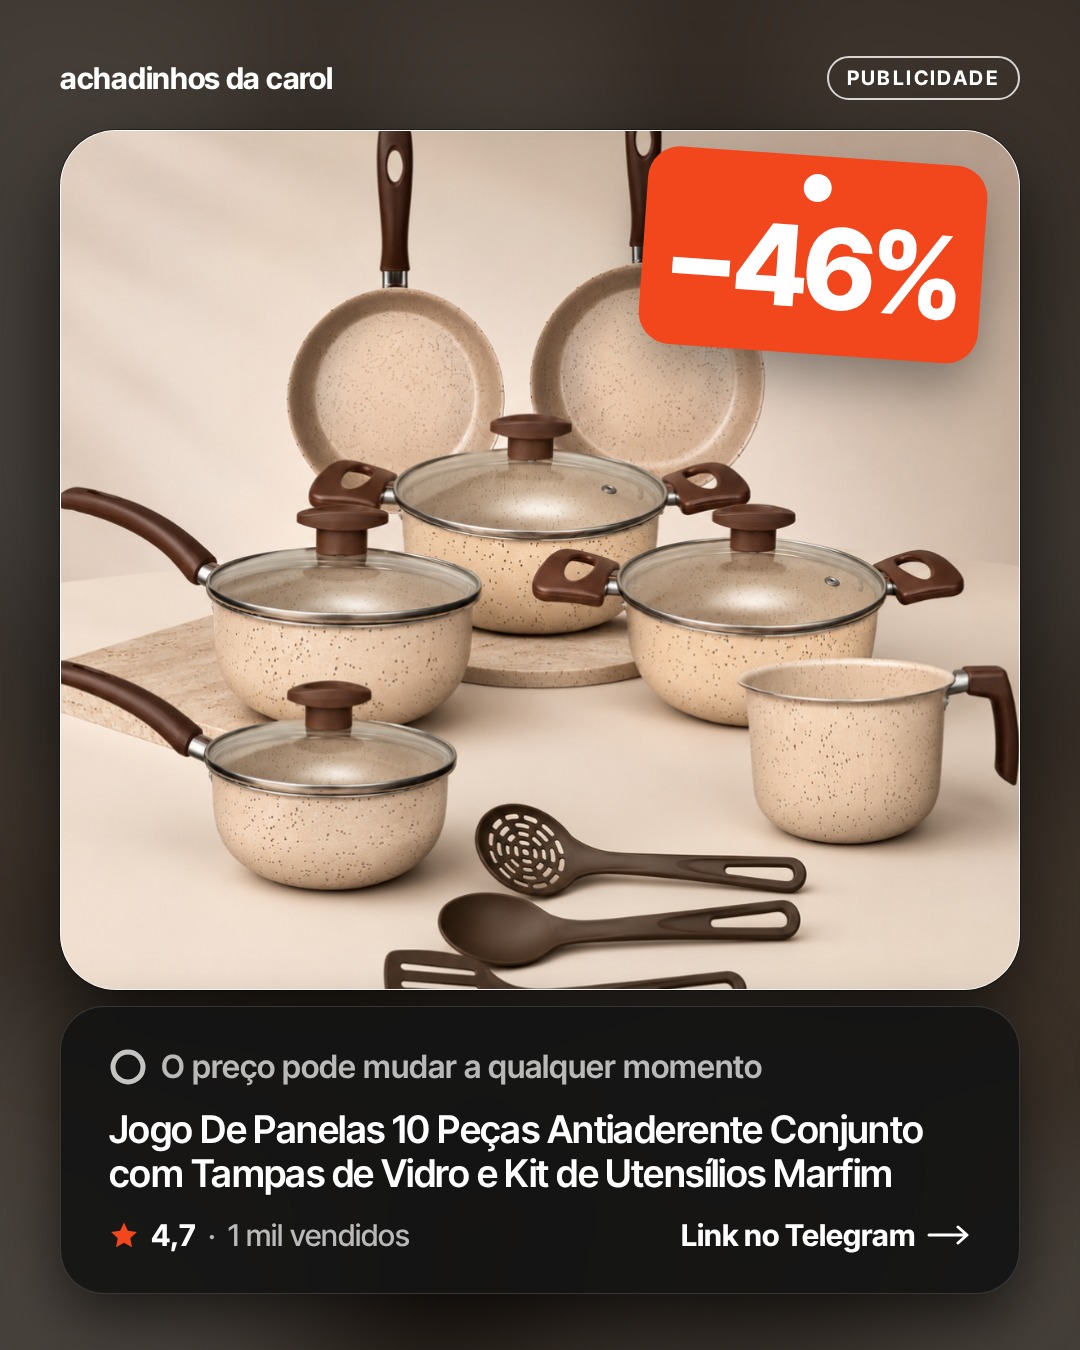 achadinhos da carol
PUBLICIDADE
–46%
O preço pode mudar a qualquer momento
Jogo De Panelas 10 Peças Antiaderente Conjunto
com Tampas de Vidro e Kit de Utensílios Marfim
4,7 · 1 mil vendidos
Link no Telegram →